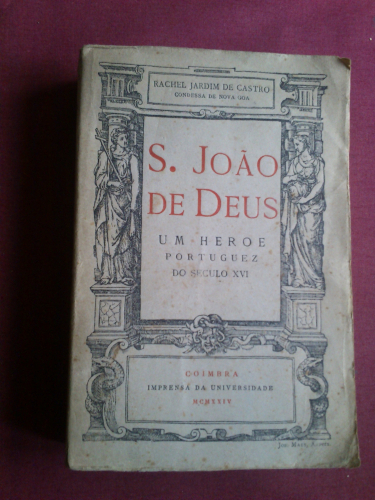 RACHEL JARDIM DE CASTRO
CONDESSA DE NOVA GOA
S. JOÃO
DE DEUS
UM HEROE
PORTUGUEZ
DO SECULO XVI
COIMBRA
IMPRENSA DA UNIVERSIDADE